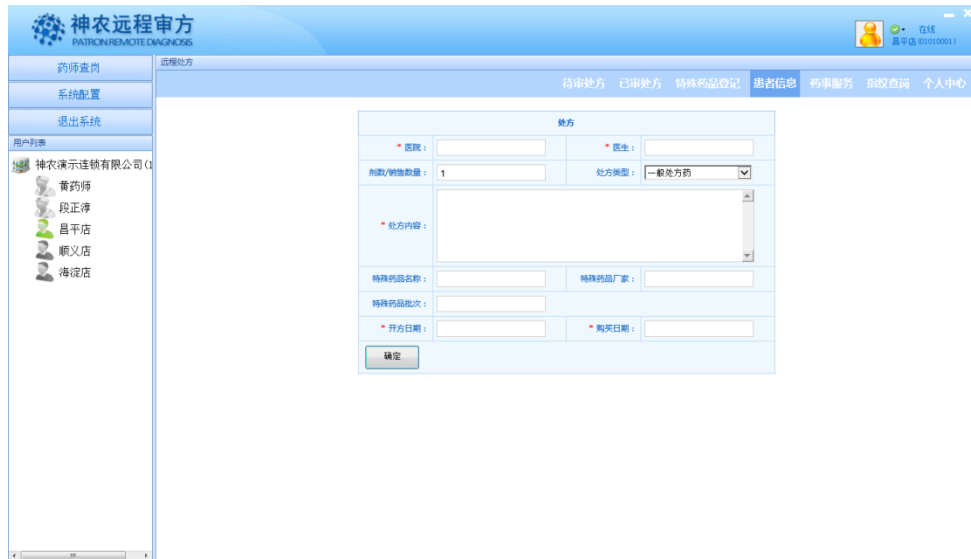 神农远程审方
PATRON REMOTE DIAGNOSIS
在线
昌平店(01010001)
药师查岗
系统配置
退出系统
用户列表
神农演示连锁有限公司(1
黄药师
段正淳
昌平店
顺义店
海淀店
远程处方
待审处方 已审处方 特殊药品登记 患者信息 药事服务 指纹查岗 个人中心
处方
* 医院： * 医生：
剂数/销售数量： 1 处方类型： 一般处方药
* 处方内容：
特殊药品名称： 特殊药品厂家：
特殊药品批次：
* 开方日期： * 购买日期：
确定